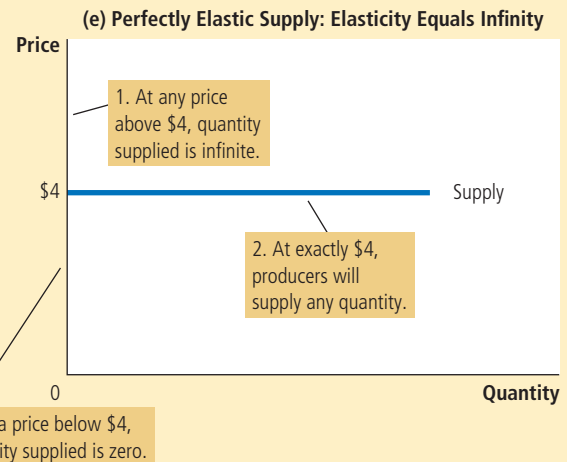 (e) Perfectly Elastic Supply: Elasticity Equals Infinity
Price
1. At any price
above $4, quantity
supplied is infinite.
$4
Supply
2. At exactly $4,
producers will
supply any quantity.
0
Quantity
a price below $4,
ity supplied is zero.